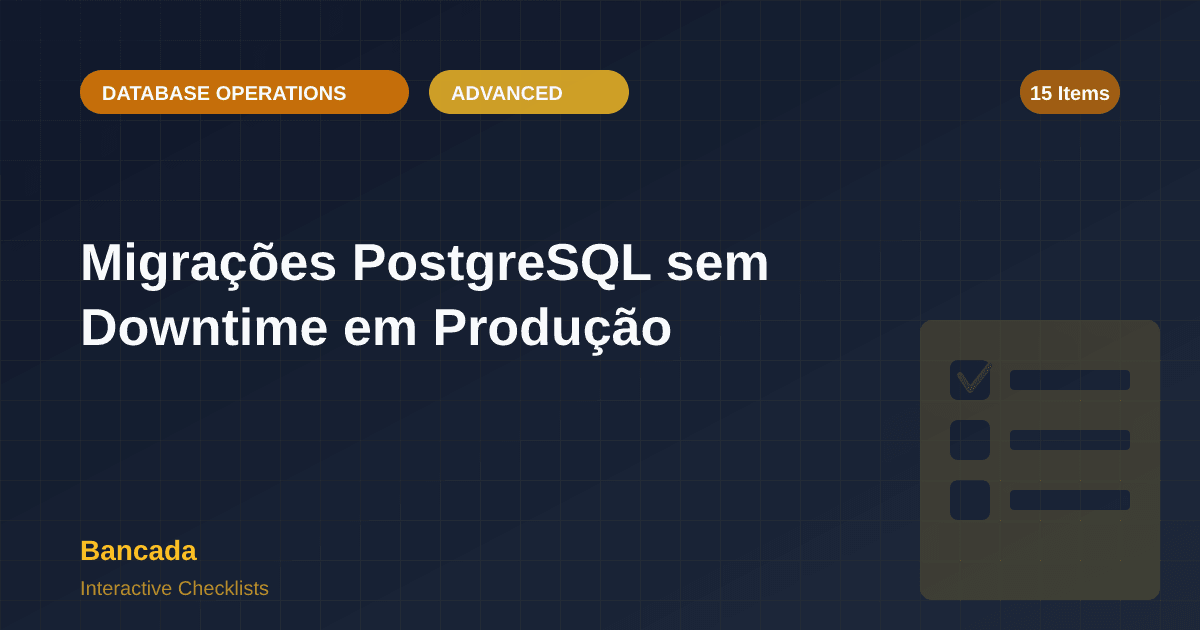 DATABASE OPERATIONS
ADVANCED
15 Items
Migrações PostgreSQL sem
Downtime em Produção
Bancada
Interactive Checklists